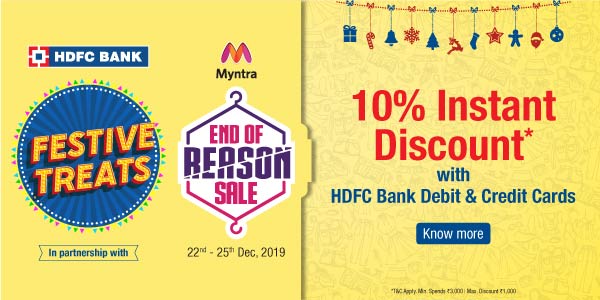 HDFC BANK
FESTIVE
TREATS
In partnership with
Myntra
END OF
REASON
SALE
22nd - 25th Dec, 2019
10% Instant
Discount*
with
HDFC Bank Debit & Credit Cards
Know more
*T&C Apply. Min. Spends ₹3,000 | Max. Discount ₹1,000